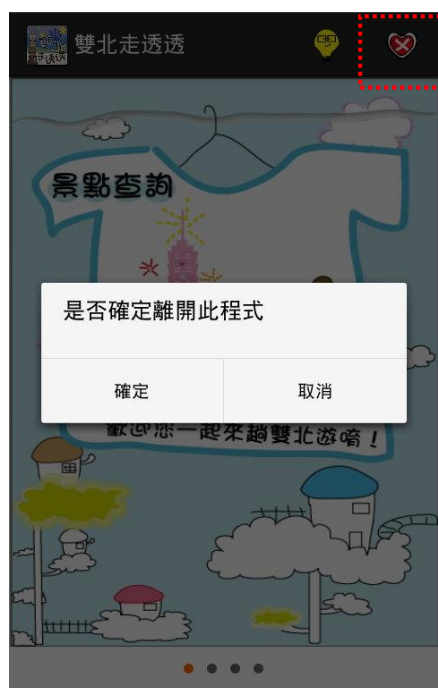 雙北走透透
景點查詢
是否確定離開此程式
確定
取消
歡迎您一起來趟雙北遊唷！